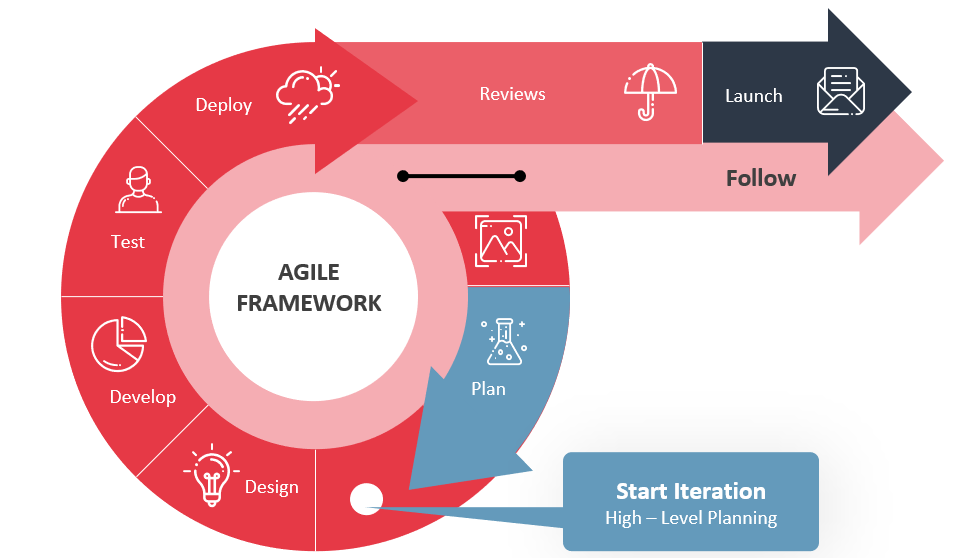 Deploy
Reviews
Launch
Follow
Test
AGILE
FRAMEWORK
Plan
Develop
Design
Start Iteration
High – Level Planning